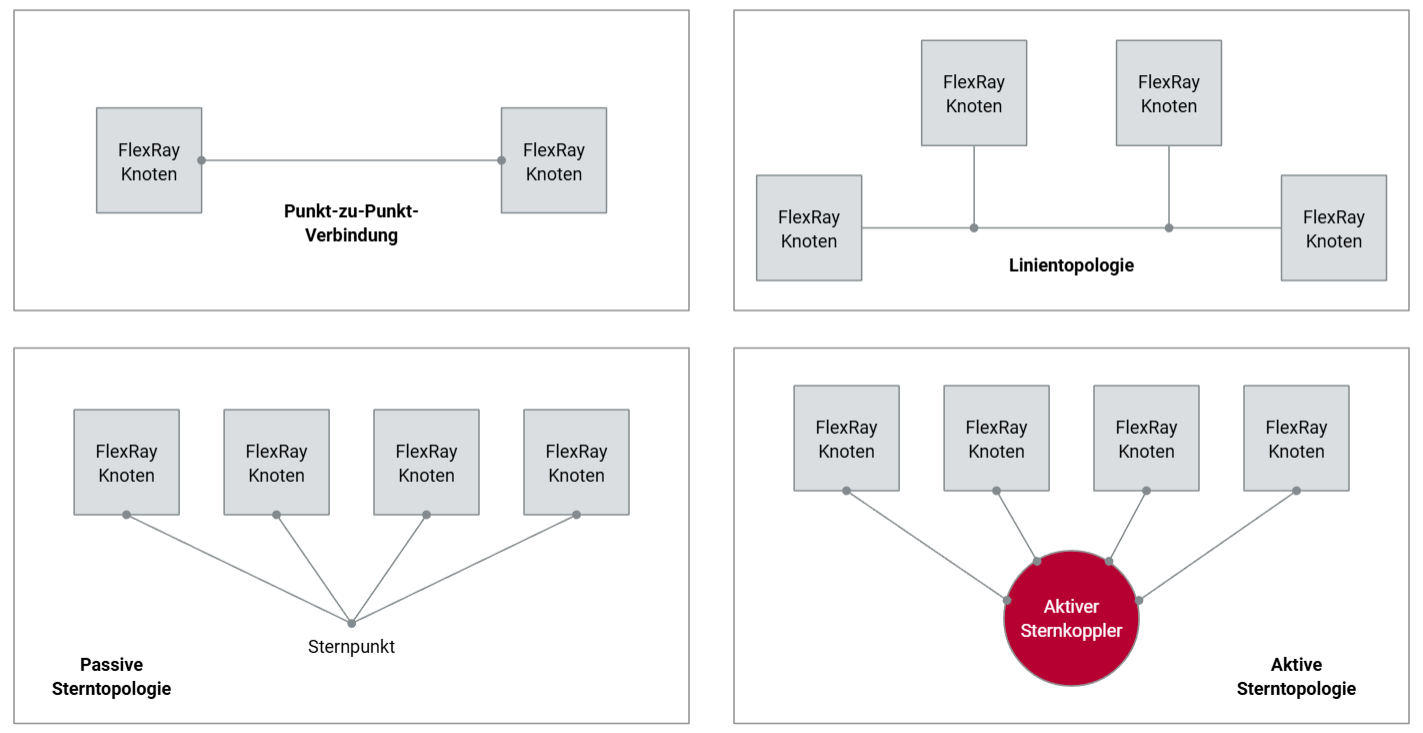 FlexRay
Knoten
FlexRay
Knoten
Punkt-zu-Punkt-
Verbindung
FlexRay
Knoten
FlexRay
Knoten
FlexRay
Knoten
FlexRay
Knoten
Linientopologie
FlexRay
Knoten
FlexRay
Knoten
FlexRay
Knoten
FlexRay
Knoten
Sternpunkt
Passive
Sterntopologie
FlexRay
Knoten
FlexRay
Knoten
FlexRay
Knoten
FlexRay
Knoten
Aktiver
Sternkoppler
Aktive
Sterntopologie